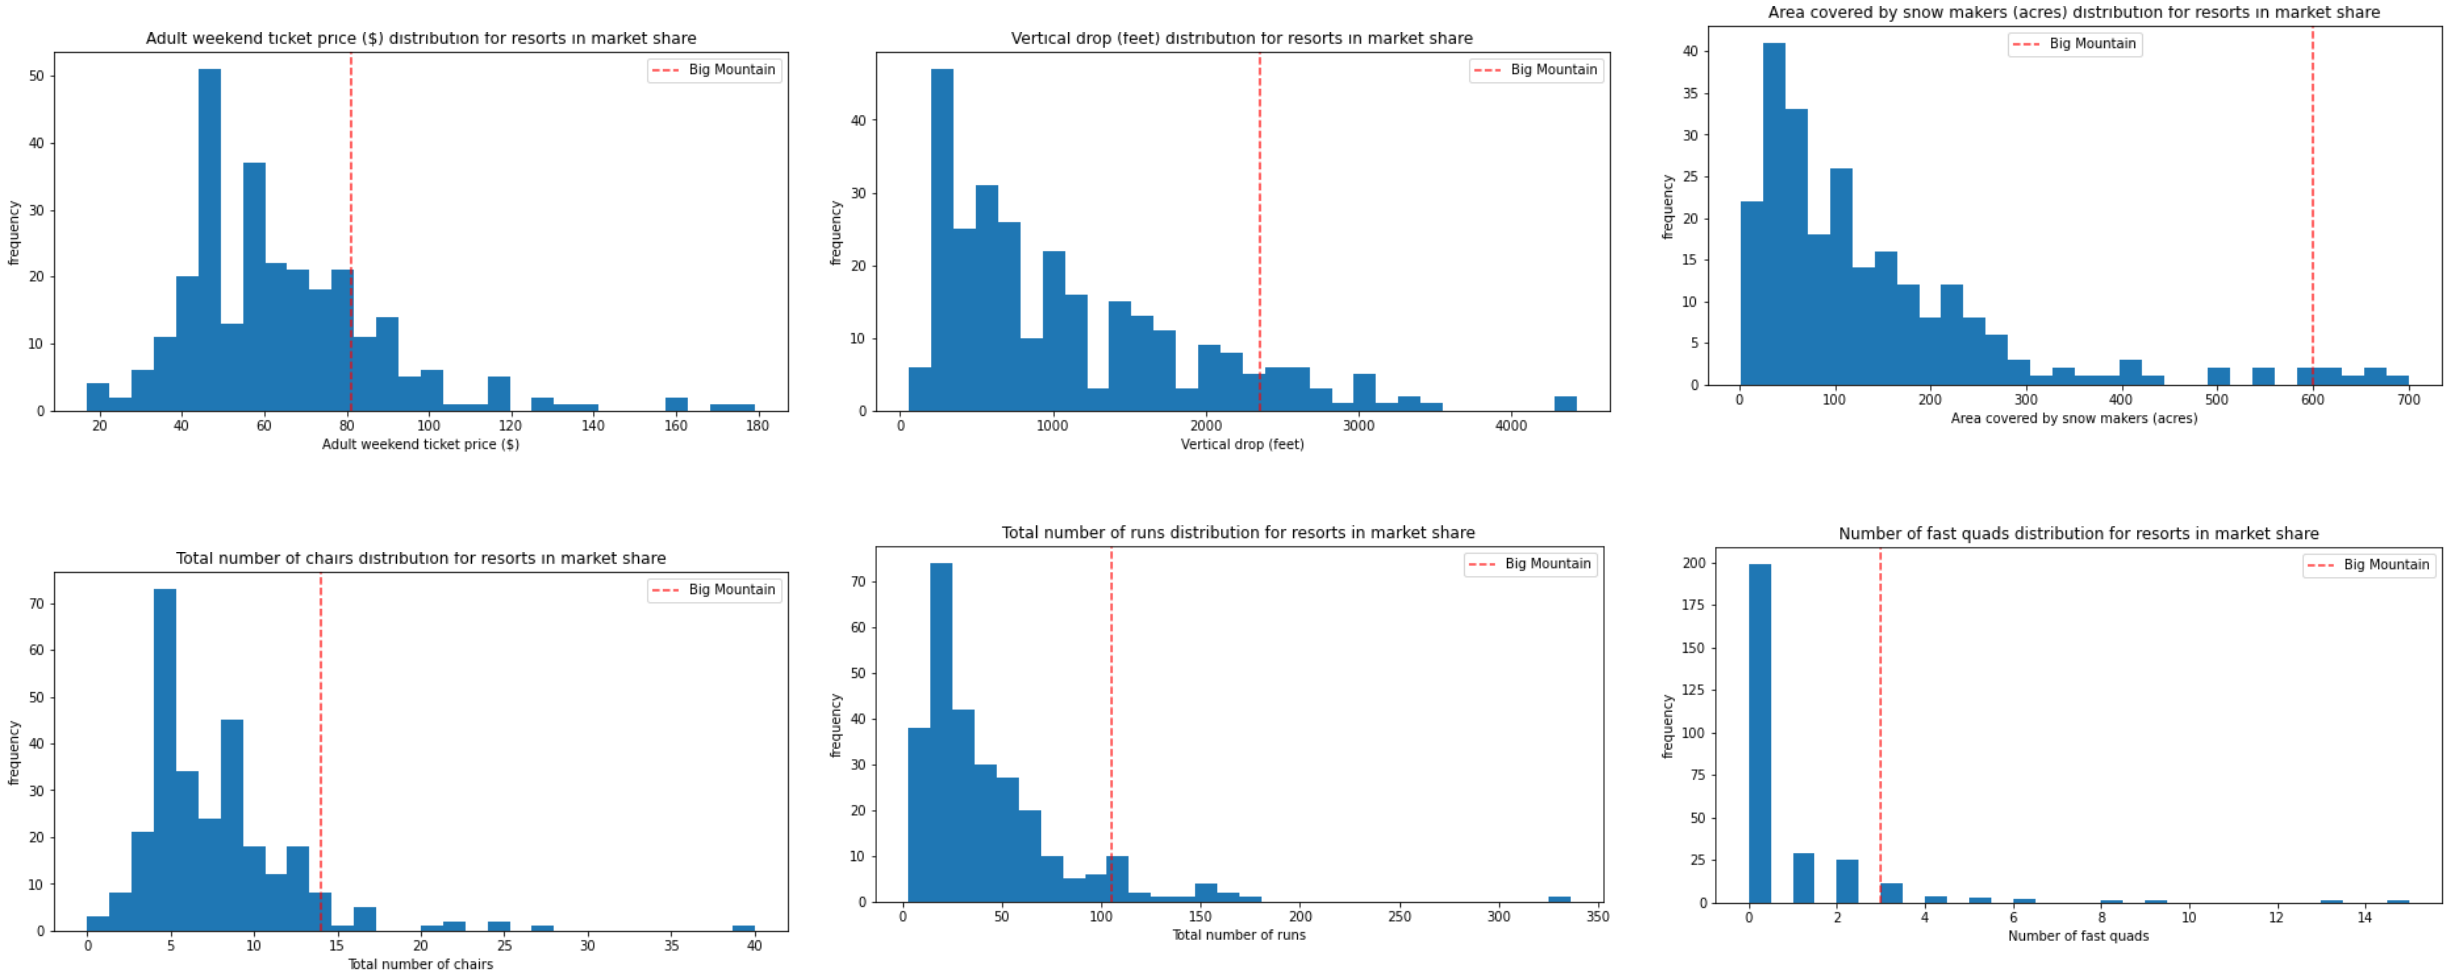 Adult weekend ticket price ($) distribution for resorts in market share
Big Mountain
50
40
30
20
10
0
frequency
20 40 60 80 100 120 140 160 180
Adult weekend ticket price ($)
Vertical drop (feet) distribution for resorts in market share
Big Mountain
40
30
20
10
0
frequency
0 1000 2000 3000 4000
Vertical drop (feet)
Area covered by snow makers (acres) distribution for resorts in market share
Big Mountain
40
35
30
25
20
15
10
5
0
frequency
0 100 200 300 400 500 600 700
Area covered by snow makers (acres)
Total number of chairs distribution for resorts in market share
Big Mountain
70
60
50
40
30
20
10
0
frequency
0 5 10 15 20 25 30 35 40
Total number of chairs
Total number of runs distribution for resorts in market share
Big Mountain
70
60
50
40
30
20
10
0
frequency
0 50 100 150 200 250 300 350
Total number of runs
Number of fast quads distribution for resorts in market share
Big Mountain
200
175
150
125
100
75
50
25
0
frequency
0 2 4 6 8 10 12 14
Number of fast quads